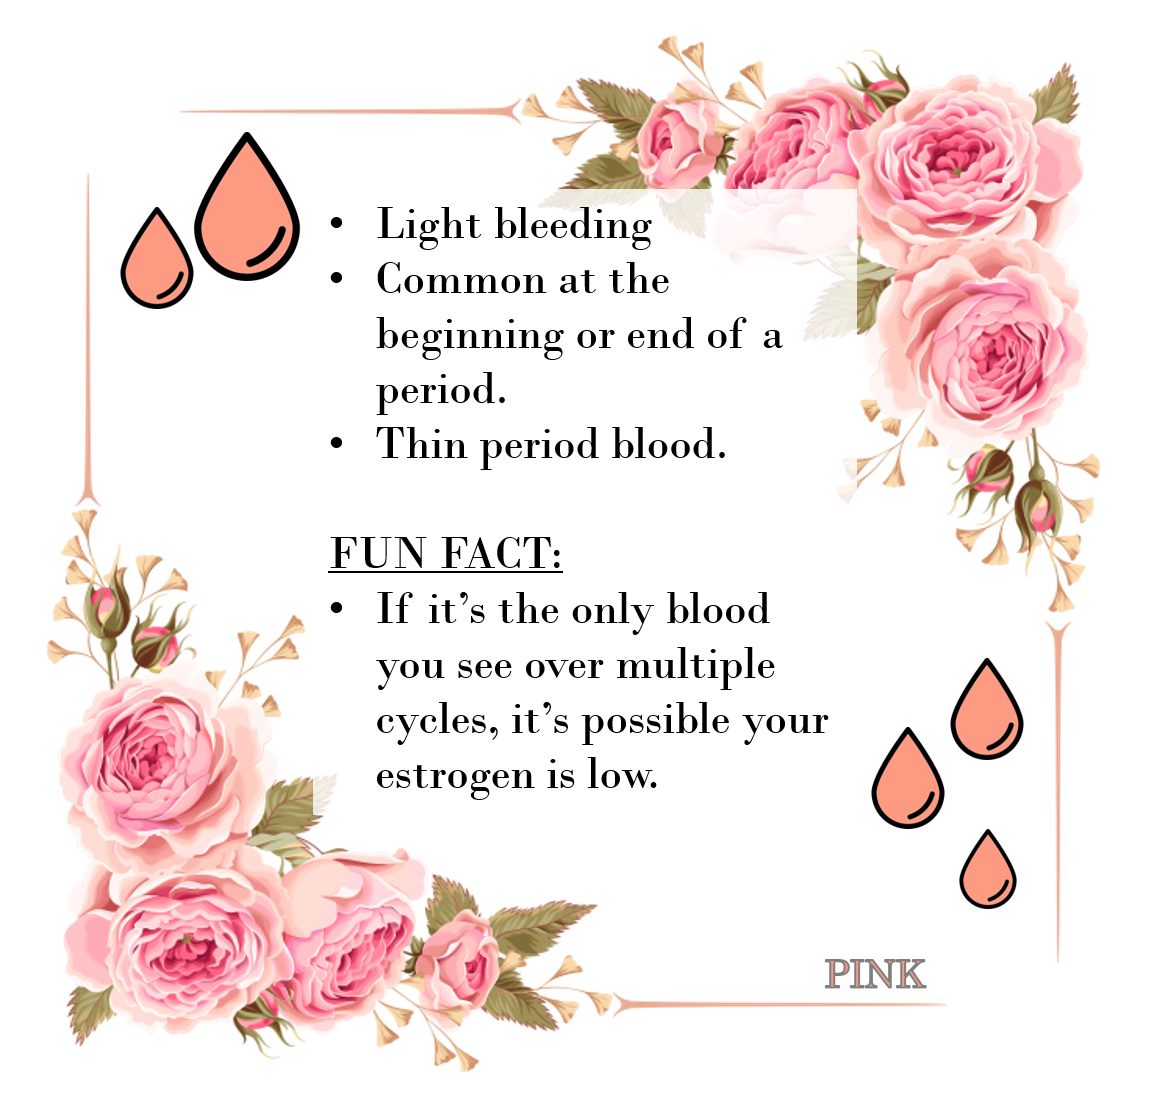 • Light bleeding
• Common at the
beginning or end of a
period.
• Thin period blood.
FUN FACT:
• If it’s the only blood
you see over multiple
cycles, it’s possible your
estrogen is low.
PINK